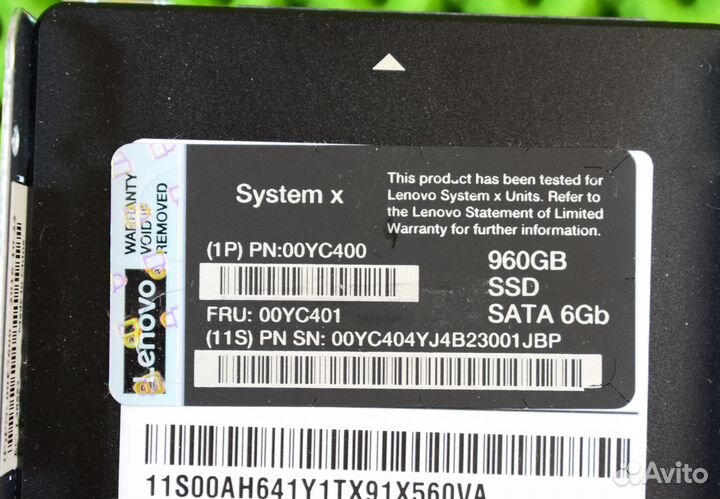 WARRANTY
VOID IF
REMOVED
Lenovo
System x
This product has been tested for
Lenovo System x Units. Refer to
the Lenovo Statement of Limited
Warranty for further information.
(1P) PN:00YC400
960GB
SSD
SATA 6Gb
FRU: 00YC401
(11S) PN SN: 00YC404YJ4B23001JBP
11S00AH641Y1TX91X560VA
Avito